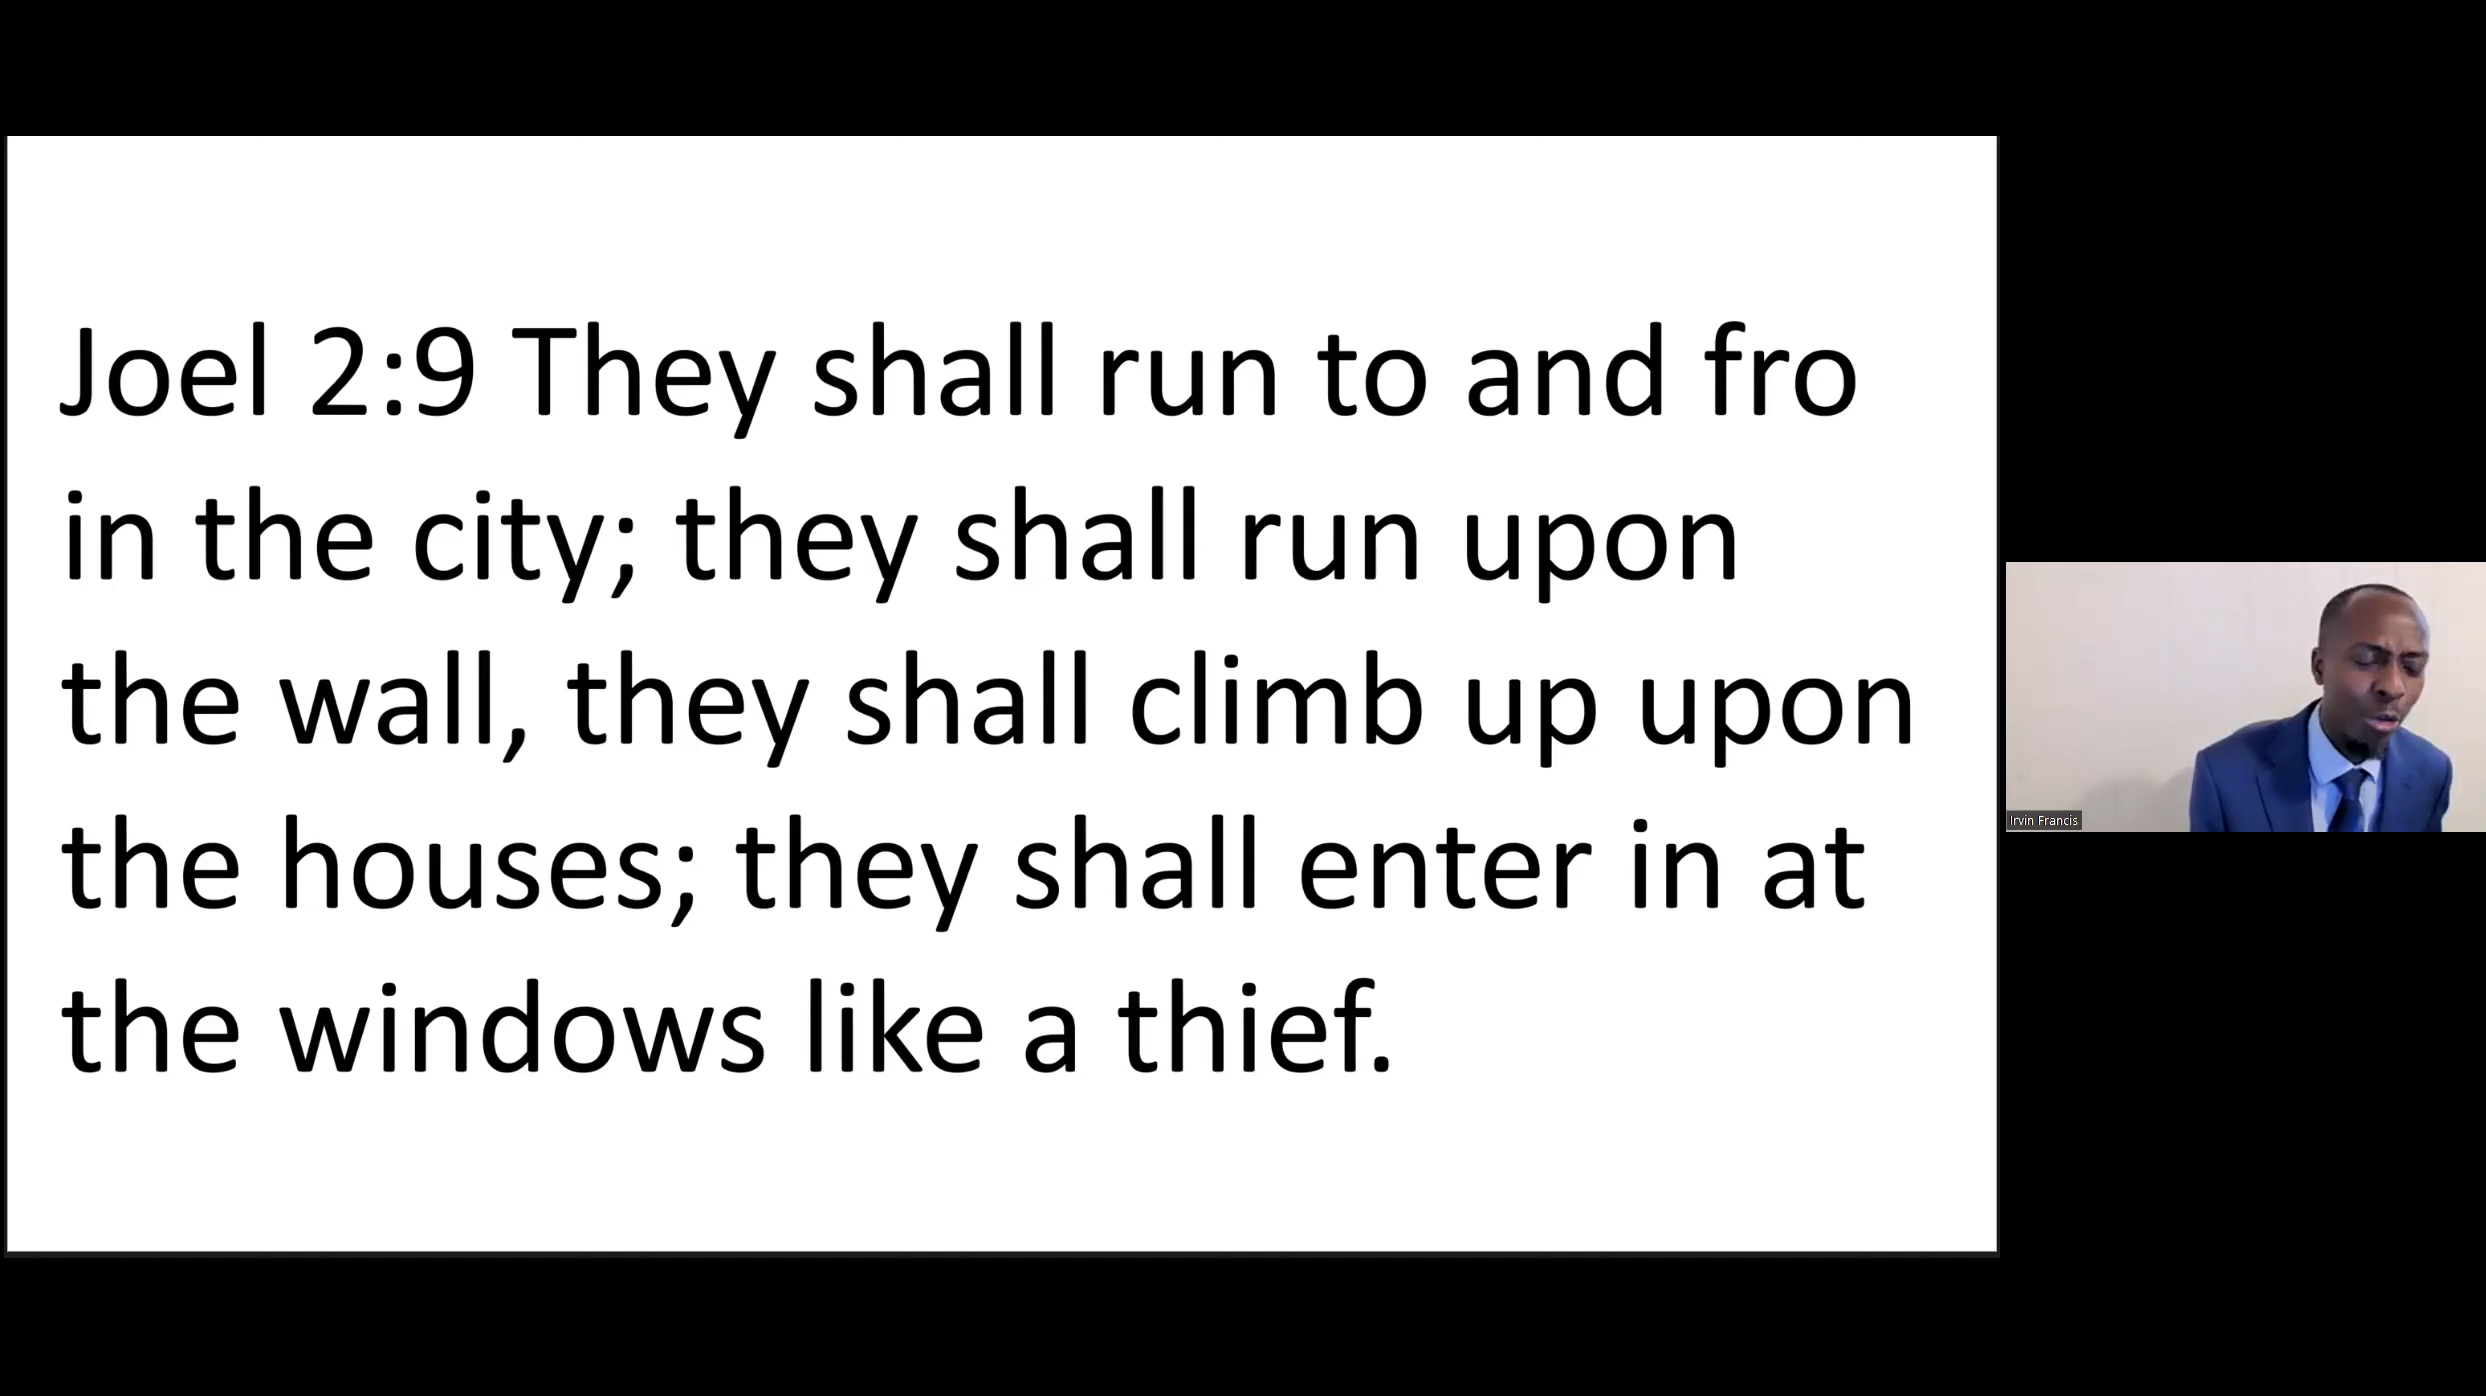 Joel 2:9 They shall run to and fro
in the city; they shall run upon
the wall, they shall climb up upon
the houses; they shall enter in at
the windows like a thief.
Irvin Francis